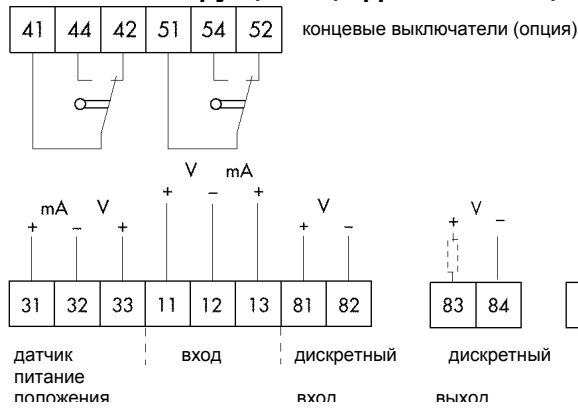 41 44 42 51 54 52 концевые выключатели (опция)
V mA
+ − +
mA V
+ − +
V
+ −
V
+ −
31 32 33 11 12 13 81 82 83 84
датчик вход дискретный дискретный
питание
положения вход выход